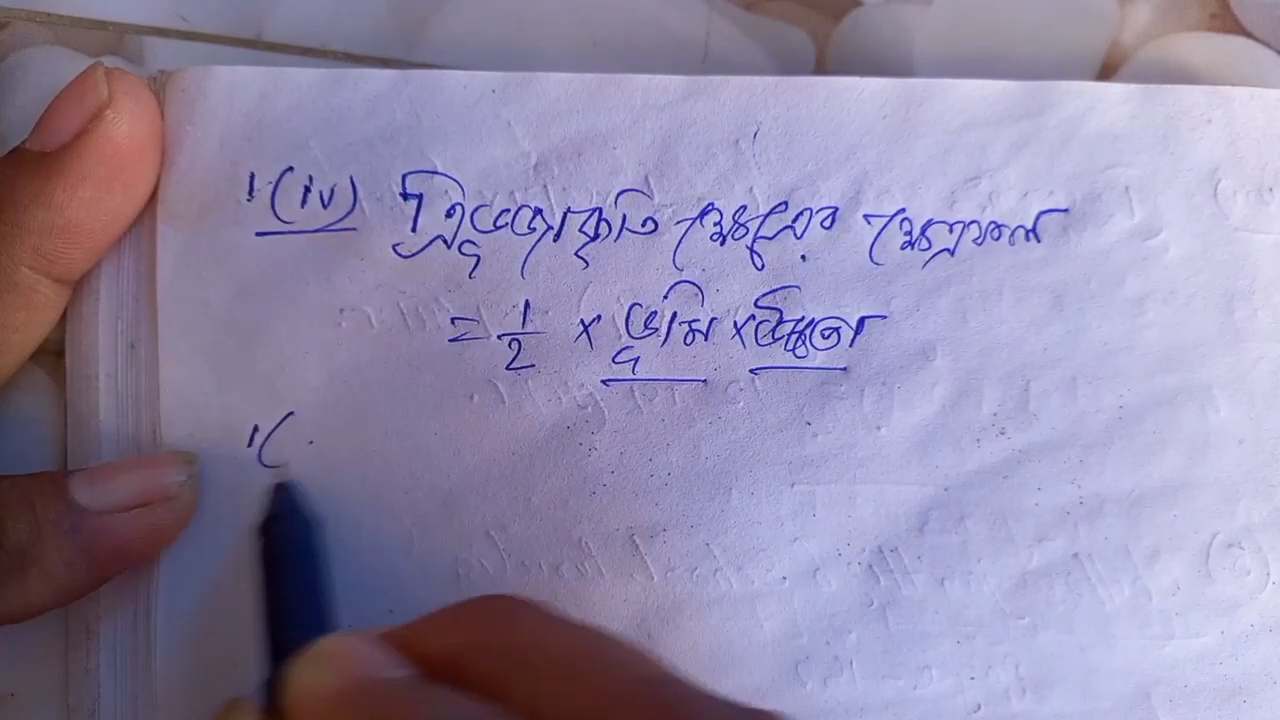 1(iv) ত্রিভুজাকৃতি ক্ষেত্রের ক্ষেত্রফল
= 1/2 × ভূমি × উচ্চতা
1(